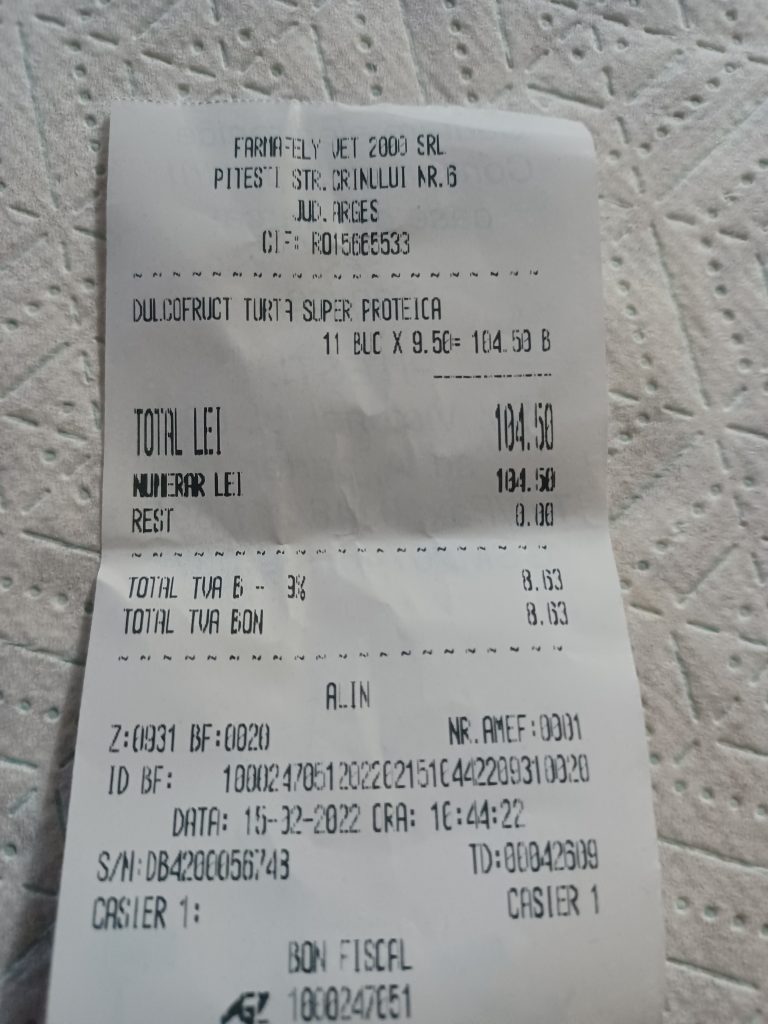 FARMAFELY VET 2000 SRL
PITESTI STR.CRINULUI NR.6
JUD.ARGES
CIF: RO15665533
DULCOFRUCT TURTA SUPER PROTEICA
11 BUC X 9.50= 104.50 B
TOTAL LEI 104.50
NUMERAR LEI 104.50
REST 0.00
TOTAL TVA B -- 9% 8.63
TOTAL TVA BON 8.63
ALIN
Z:0931 BF:0020 NR.AMEF:0001
ID BF:
DATA: 15-02-2022 ORA: 16:44:22
S/N:DB4200056743 TD:00042609
CASIER 1: CASIER 1
BON FISCAL